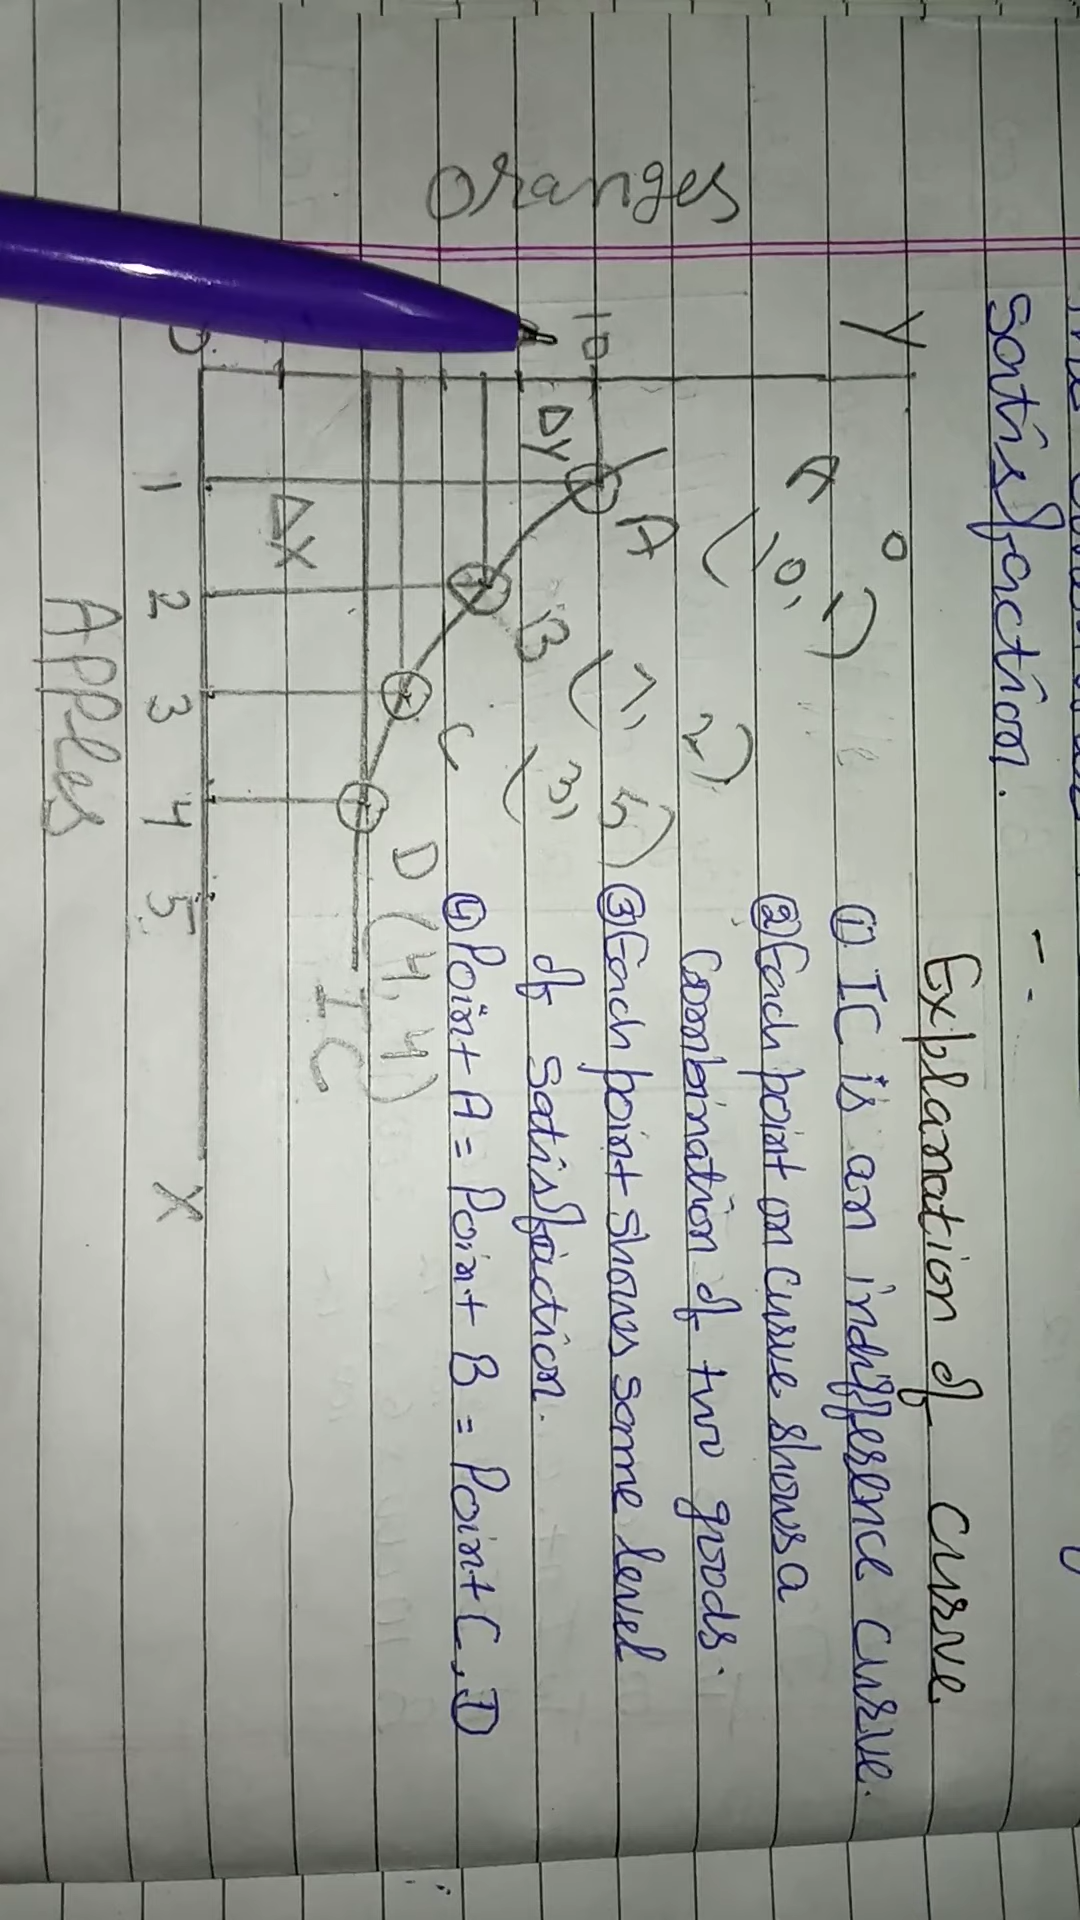 satisfaction.
Explanation of curve
① IC is an indifference curve.
② Each point on curve shows a
combination of two goods.
③ Each point shows same level
of satisfaction.
④ Point A = Point B = Point C, D
Y
Oranges
10
ΔY
ΔX
A
A (10, 1)
B (7, 2)
C (5, 3)
D (4, 4)
IC
1 2 3 4 5 X
Apples